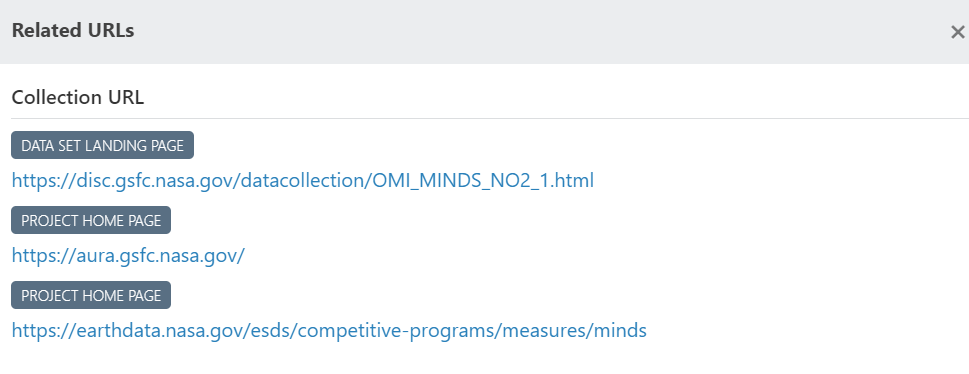 Related URLs
Collection URL
DATA SET LANDING PAGE
https://disc.gsfc.nasa.gov/datacollection/OMI_MINDS_NO2_1.html
PROJECT HOME PAGE
https://aura.gsfc.nasa.gov/
PROJECT HOME PAGE
https://earthdata.nasa.gov/esds/competitive-programs/measures/minds